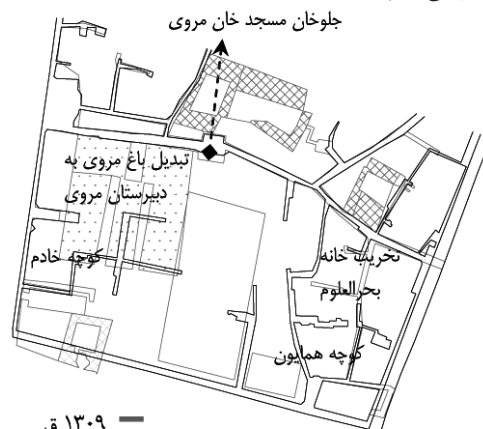 جلوخان مسجد خان مروی
تبدیل باغ مروی به
دبیرستان مروی
کوچه خادم
تخریب خانه
بحرالعلوم
کوچه همایون
۱۳۰۹ ق